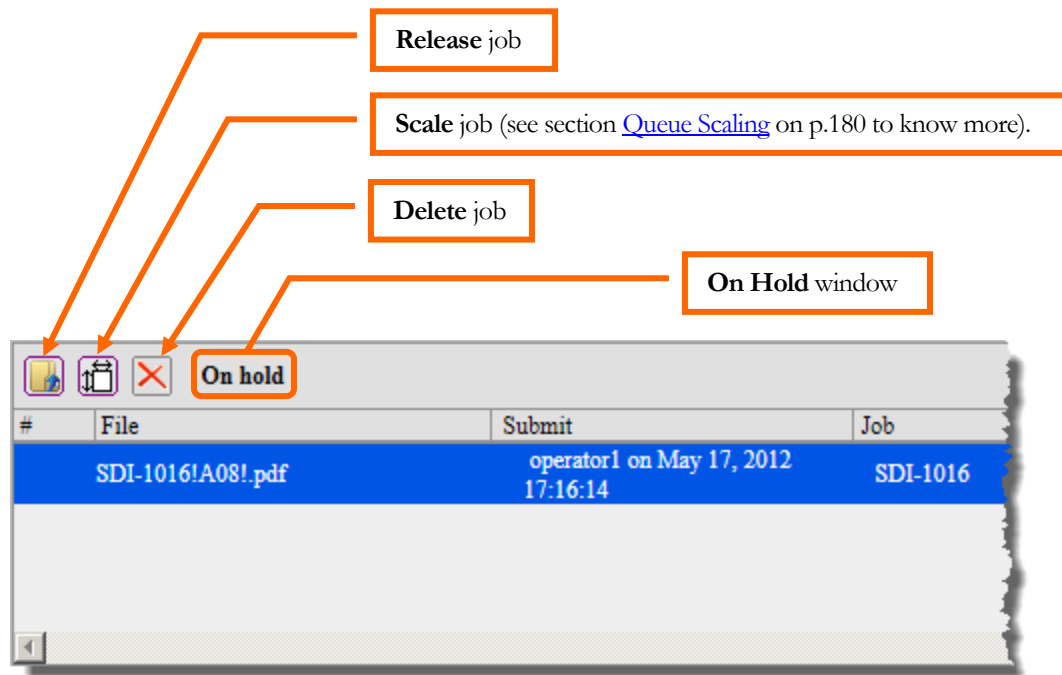 Release job
Scale job (see section Queue Scaling on p.180 to know more).
Delete job
On Hold window
On hold
# File Submit Job
SDI-1016!A08!.pdf operator1 on May 17, 2012 SDI-1016
17:16:14